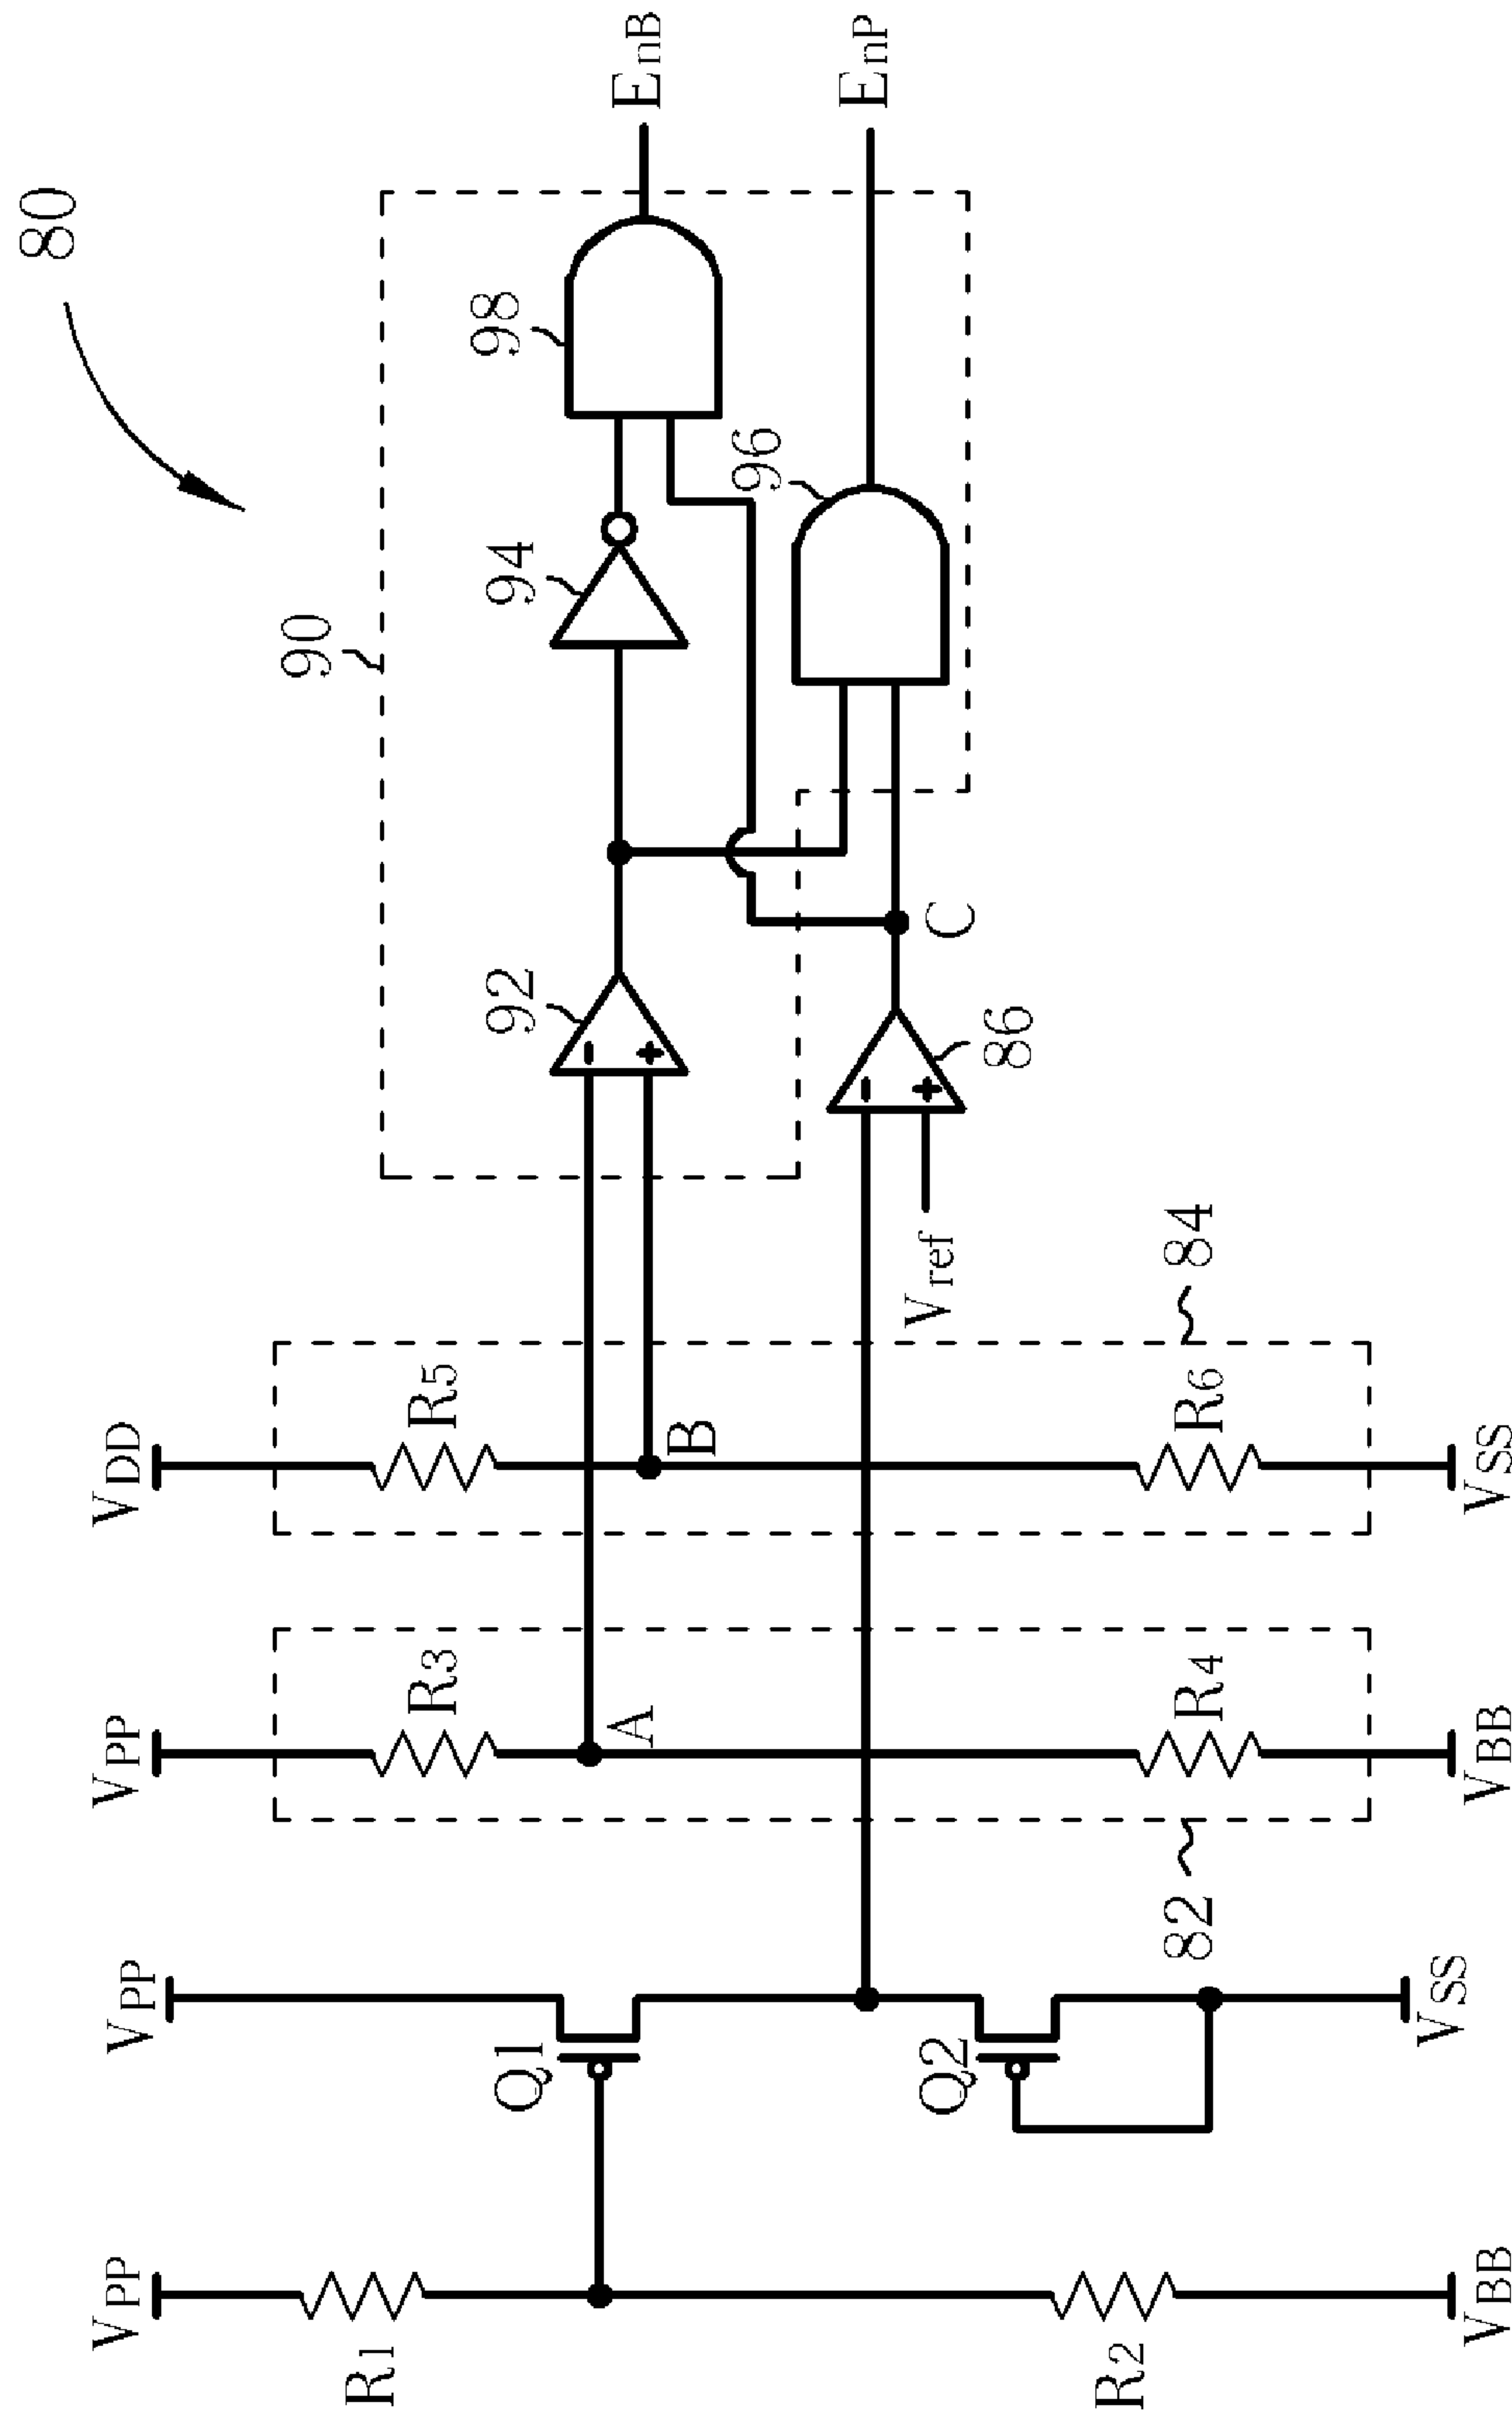 80
VPP
VPP
VPP
VDD
R1
Q1
R3
R5
90
92
94
98
EnB
A
B
96
EnP
C
86
Vref
Q2
R2
R4
R6
82
84
VBB
VSS
VBB
VSS